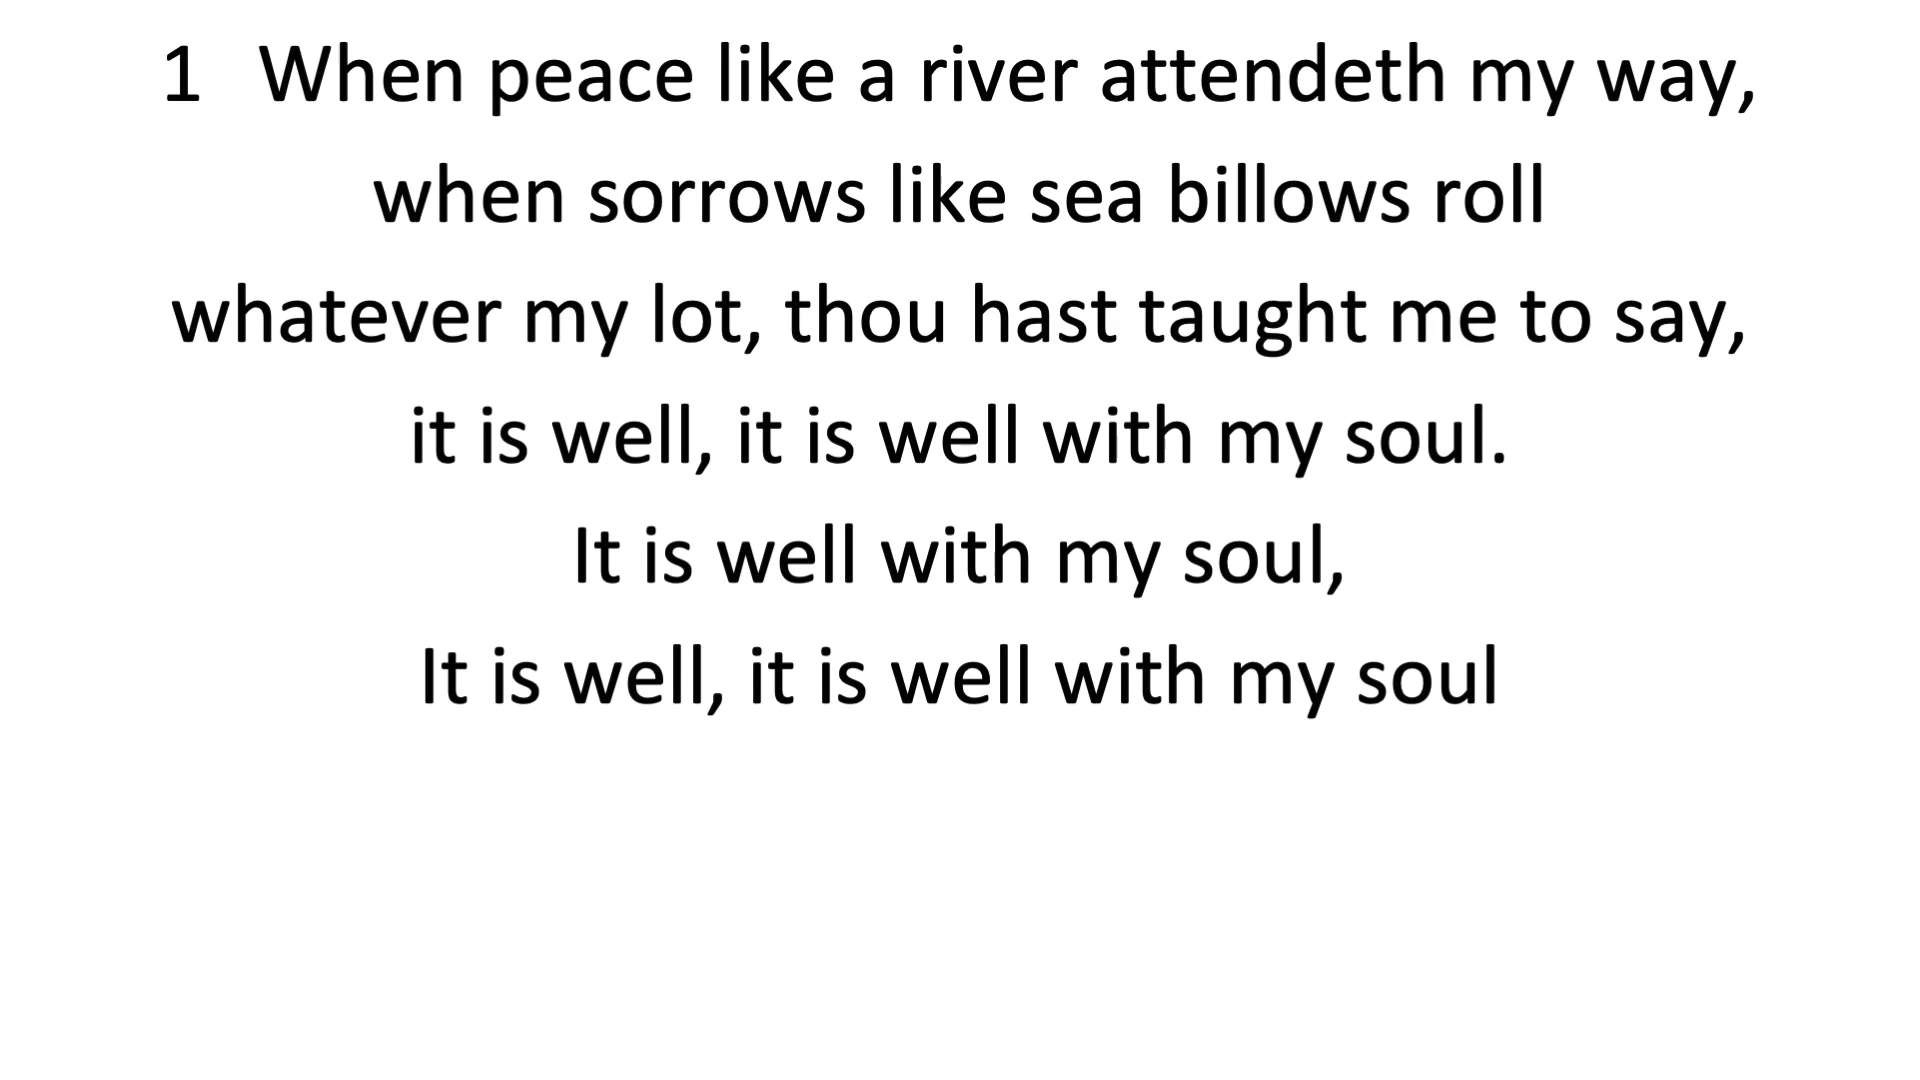 1 When peace like a river attendeth my way,
when sorrows like sea billows roll
whatever my lot, thou hast taught me to say,
it is well, it is well with my soul.
It is well with my soul,
It is well, it is well with my soul